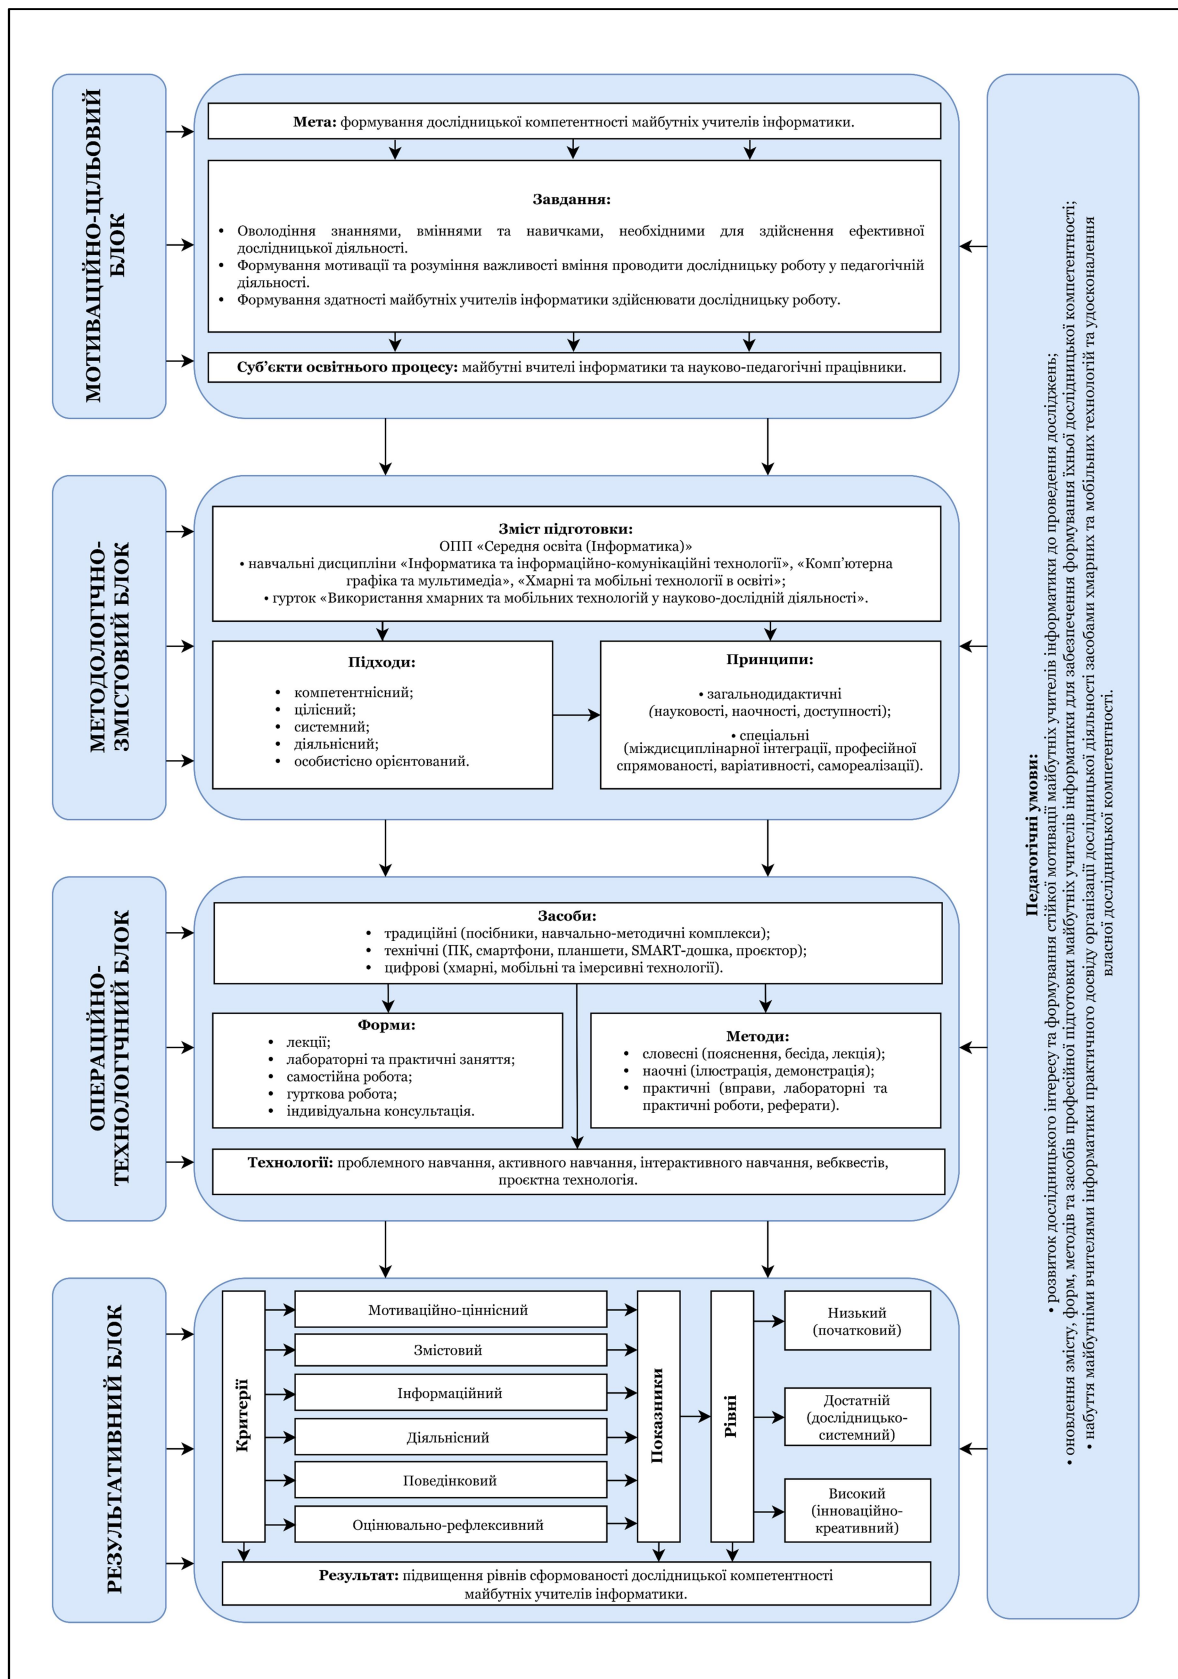 МОТИВАЦІЙНО-ЦІЛЬОВИЙ
БЛОК
Мета: формування дослідницької компетентності майбутніх учителів інформатики.
Завдання:
• Оволодіння знаннями, вміннями та навичками, необхідними для здійснення ефективної
дослідницької діяльності.
• Формування мотивації та розуміння важливості вміння проводити дослідницьку роботу у педагогічній
діяльності.
• Формування здатності майбутніх учителів інформатики здійснювати дослідницьку роботу.
Суб’єкти освітнього процесу: майбутні вчителі інформатики та науково-педагогічні працівники.
МЕТОДОЛОГІЧНО-
ЗМІСТОВИЙ БЛОК
Зміст підготовки:
ОПП «Середня освіта (Інформатика)»
• навчальні дисципліни «Інформатика та інформаційно-комунікаційні технології», «Комп’ютерна
графіка та мультимедіа», «Хмарні та мобільні технології в освіті»;
• гурток «Використання хмарних та мобільних технологій у науково-дослідній діяльності».
Підходи:
• компетентнісний;
• цілісний;
• системний;
• діяльнісний;
• особистісно орієнтований.
Принципи:
• загальнодидактичні
(науковості, наочності, доступності);
• спеціальні
(міждисциплінарної інтеграції, професійної
спрямованості, варіативності, самореалізації).
ОПЕРАЦІЙНО-
ТЕХНОЛОГІЧНИЙ БЛОК
Засоби:
• традиційні (посібники, навчально-методичні комплекси);
• технічні (ПК, смартфони, планшети, SMART-дошка, проєктор);
• цифрові (хмарні, мобільні та імерсивні технології).
Форми:
• лекції;
• лабораторні та практичні заняття;
• самостійна робота;
• гурткова робота;
• індивідуальна консультація.
Методи:
• словесні (пояснення, бесіда, лекція);
• наочні (ілюстрація, демонстрація);
• практичні (вправи, лабораторні та
практичні роботи, реферати).
Технології: проблемного навчання, активного навчання, інтерактивного навчання, вебквестів,
проєктна технологія.
РЕЗУЛЬТАТИВНИЙ БЛОК
Критерії
Мотиваційно-ціннісний
Змістовий
Інформаційний
Діяльнісний
Поведінковий
Оцінювально-рефлексивний
Показники
Рівні
Низький
(початковий)
Достатній
(дослідницько-
системний)
Високий
(інноваційно-
креативний)
Результат: підвищення рівнів сформованості дослідницької компетентності
майбутніх учителів інформатики.
Педагогічні умови:
• розвиток дослідницького інтересу та формування стійкої мотивації майбутніх учителів інформатики до проведення досліджень;
• оновлення змісту, форм, методів та засобів професійної підготовки майбутніх учителів інформатики для забезпечення формування їхньої дослідницької компетентності;
• набуття майбутніми вчителями інформатики практичного досвіду організації дослідницької діяльності засобами хмарних та мобільних технологій та удосконалення
власної дослідницької компетентності.